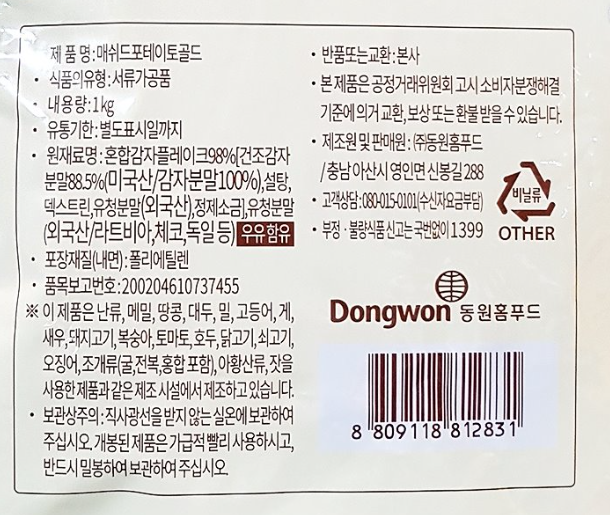 · 제 품 명 : 매쉬드포테이토골드
· 식품의유형 : 서류가공품
· 내 용 량 : 1kg
· 유통기한 : 별도표시일까지
· 원재료명 : 혼합감자플레이크98%[건조감자
분말88.5%(미국산/감자분말100%),설탕,
덱스트린,유청분말(외국산),정제소금],유청분말
(외국산/라트비아,체코,독일 등) 우유 함유
· 포장재질(내면) : 폴리에틸렌
· 품목보고번호 : 200204610737455
※ 이 제품은 난류, 메밀, 땅콩, 대두, 밀, 고등어, 게,
새우, 돼지고기, 복숭아, 토마토, 호두, 닭고기, 쇠고기,
오징어, 조개류(굴,전복,홍합 포함), 아황산류, 잣을
사용한 제품과 같은 제조 시설에서 제조하고 있습니다.
· 보관상주의 : 직사광선을 받지 않는 실온에 보관하여
주십시오. 개봉된 제품은 가급적 빨리 사용하시고,
반드시 밀봉하여 보관하여 주십시오.
· 반품또는교환 : 본사
· 본 제품은 공정거래위원회 고시 소비자분쟁해결
기준에 의거 교환, 보상 또는 환불 받을 수 있습니다.
· 제조원 및 판매원 : ㈜동원홈푸드
/ 충남 아산시 영인면 신봉길 288
· 고객상담 : 080-015-0101(수신자요금부담)
· 부정·불량식품 신고는 국번없이 1399
비닐류
OTHER
Dongwon 동원홈푸드
8 809118 812831